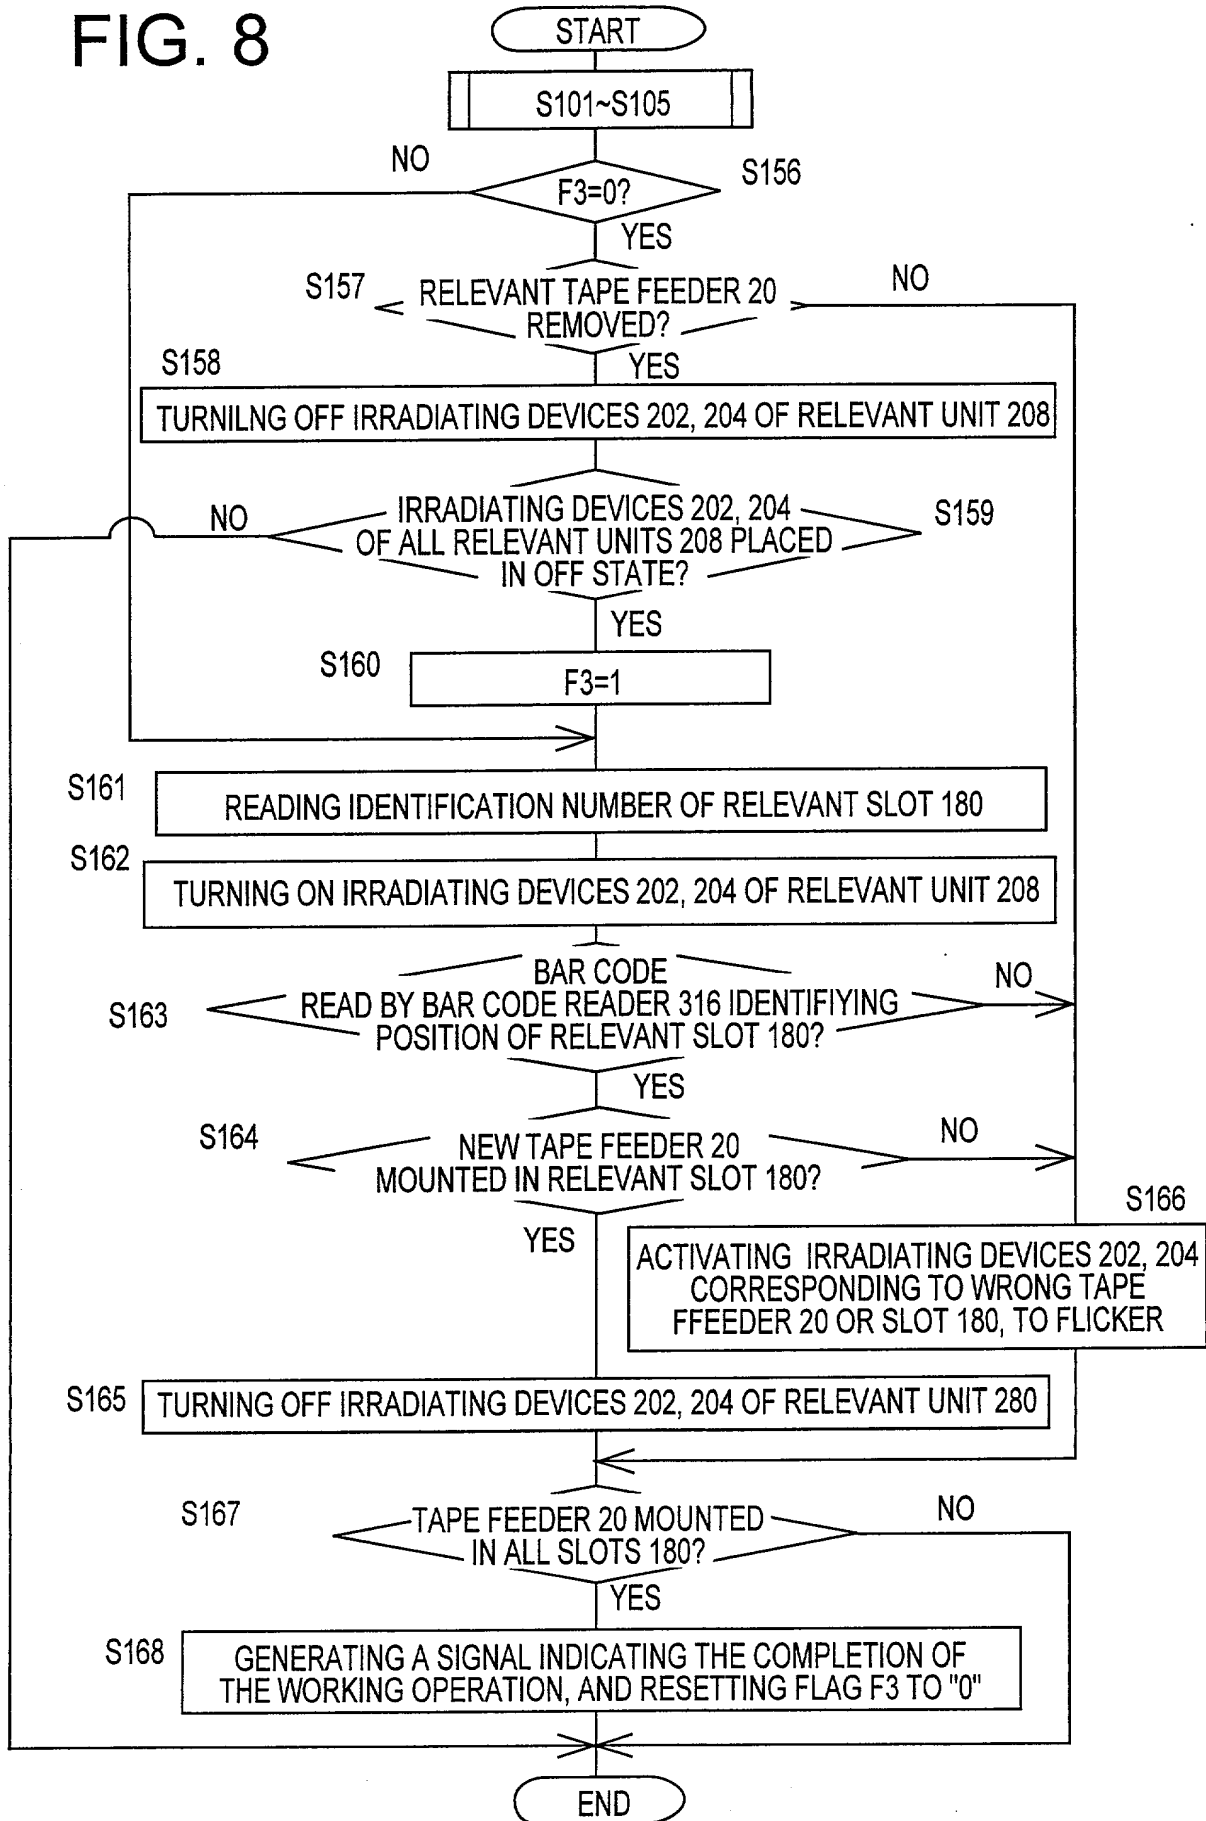 FIG. 8
START
S101~S105
NO
S156
F3=0?
YES
S157
RELEVANT TAPE FEEDER 20
REMOVED?
NO
YES
S158
TURNILNG OFF IRRADIATING DEVICES 202, 204 OF RELEVANT UNIT 208
NO
IRRADIATING DEVICES 202, 204
OF ALL RELEVANT UNITS 208 PLACED
IN OFF STATE?
S159
YES
S160
F3=1
S161
READING IDENTIFICATION NUMBER OF RELEVANT SLOT 180
S162
TURNING ON IRRADIATING DEVICES 202, 204 OF RELEVANT UNIT 208
BAR CODE
READ BY BAR CODE READER 316 IDENTIFIYING
POSITION OF RELEVANT SLOT 180?
NO
S163
YES
S164
NEW TAPE FEEDER 20
MOUNTED IN RELEVANT SLOT 180?
NO
YES
S166
ACTIVATING IRRADIATING DEVICES 202, 204
CORRESPONDING TO WRONG TAPE
FFEEDER 20 OR SLOT 180, TO FLICKER
S165
TURNING OFF IRRADIATING DEVICES 202, 204 OF RELEVANT UNIT 280
S167
TAPE FEEDER 20 MOUNTED
IN ALL SLOTS 180?
NO
YES
S168
GENERATING A SIGNAL INDICATING THE COMPLETION OF
THE WORKING OPERATION, AND RESETTING FLAG F3 TO "0"
END